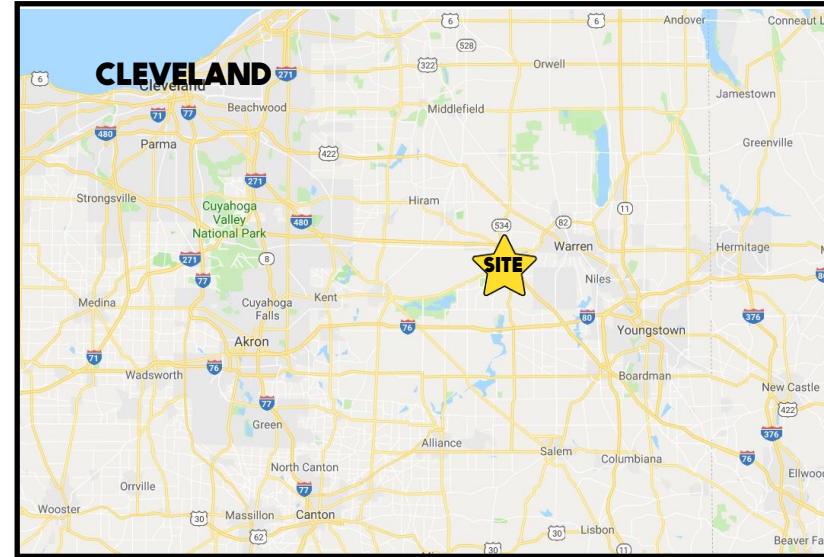 6
6
Andover
Conneaut L
528
CLEVELAND
Cleveland
271
322
Orwell
6
Jamestown
Beachwood
Middlefield
71
77
480
Parma
422
Greenville
271
Strongsville
Cuyahoga
Valley
National Park
Hiram
11
480
534
82
Warren
Hermitage
271
8
SITE
77
Niles
80
Medina
Cuyahoga
Falls
Kent
80
376
76
Youngstown
Akron
71
76
Wadsworth
Boardman
77
New Castle
422
Green
376
Alliance
Salem
Columbiana
76
North Canton
Ellwoo
77
Orrville
Wooster
30
Massillon
Canton
62
30
Lisbon
30
11
Beaver Fa